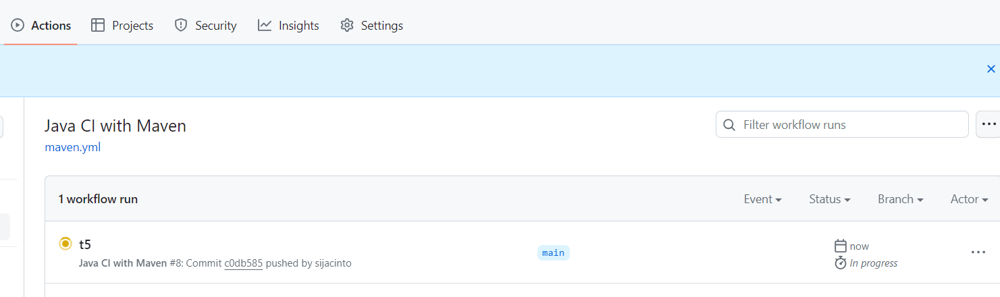 Actions Projects Security Insights Settings
Java CI with Maven
Filter workflow runs
maven.yml
1 workflow run Event Status Branch Actor
t5
Java CI with Maven #8: Commit c0db585 pushed by sijacinto
main
now
In progress